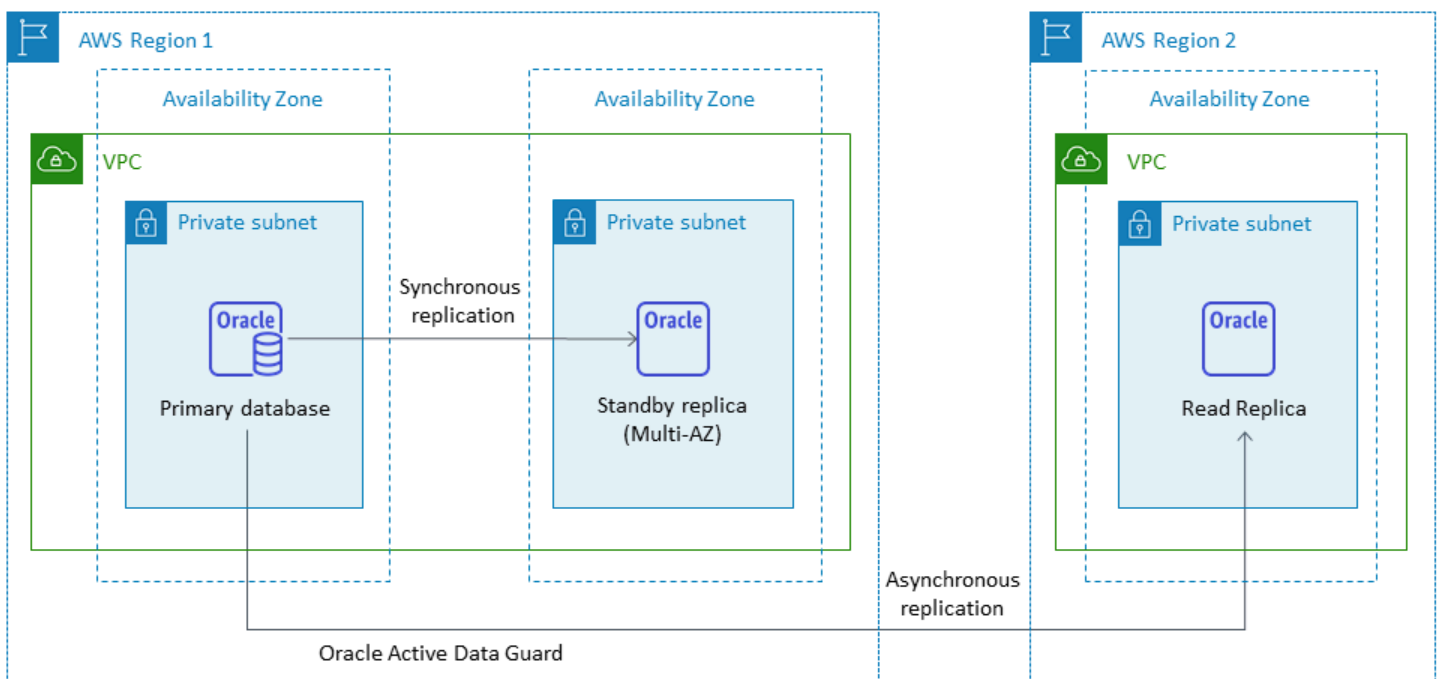 AWS Region 1
AWS Region 2
Availability Zone
Availability Zone
Availability Zone
VPC
VPC
Private subnet
Private subnet
Private subnet
Synchronous
replication
Oracle
Oracle
Oracle
Primary database
Standby replica
(Multi-AZ)
Read Replica
Asynchronous
replication
Oracle Active Data Guard